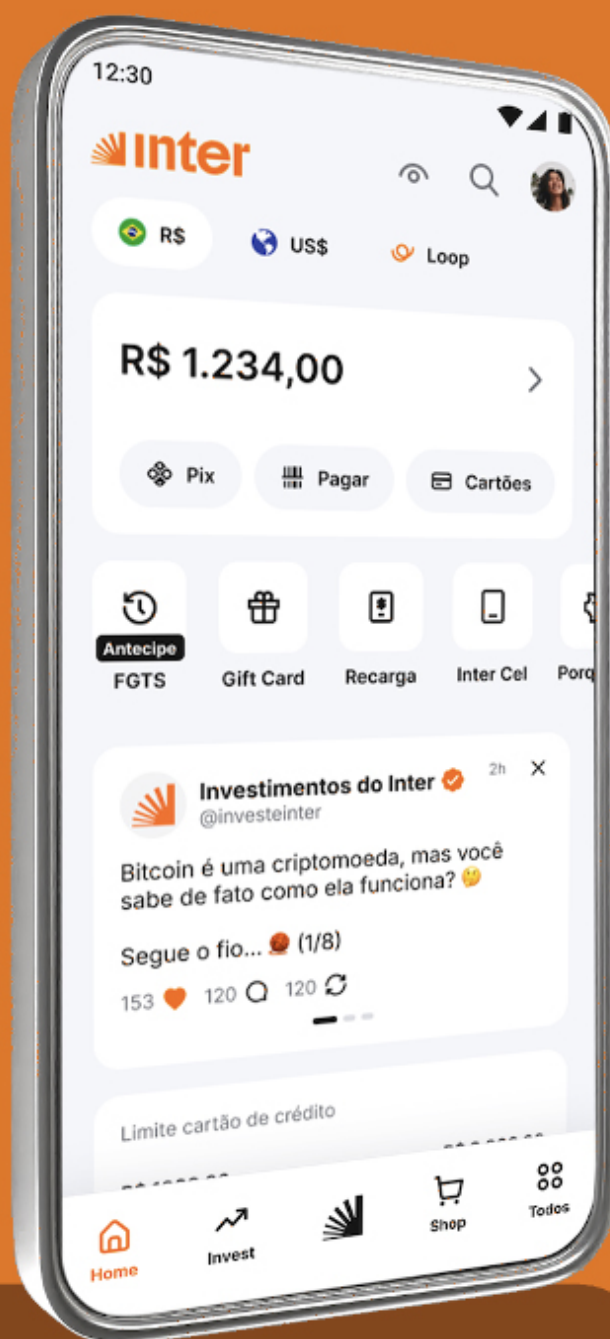 12:30
inter
R$ US$ Loop
R$ 1.234,00
Pix Pagar Cartões
Antecipe
FGTS Gift Card Recarga Inter Cel Porq
Investimentos do Inter 2h
@investeinter
Bitcoin é uma criptomoeda, mas você
sabe de fato como ela funciona? 🤔
Segue o fio... 🧶 (1/8)
153 120 120
Limite cartão de crédito
Home Invest Shop Todos